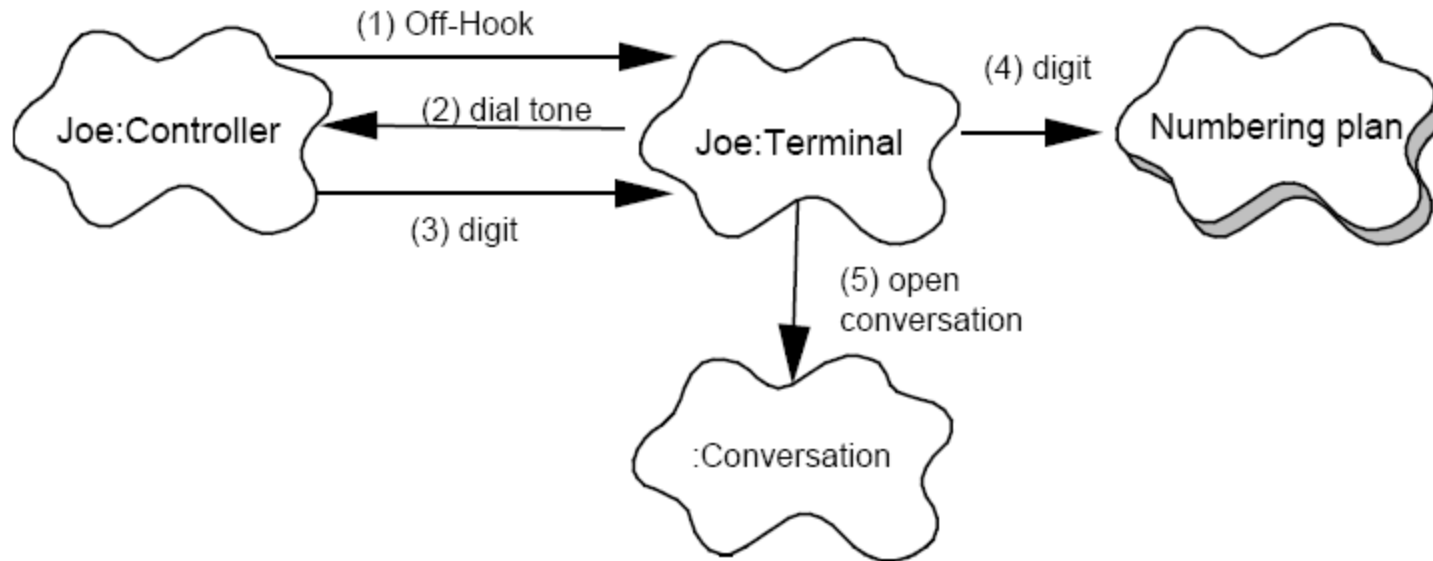 (1) Off-Hook
(2) dial tone
(4) digit
Joe:Controller
Joe:Terminal
Numbering plan
(3) digit
(5) open
conversation
:Conversation